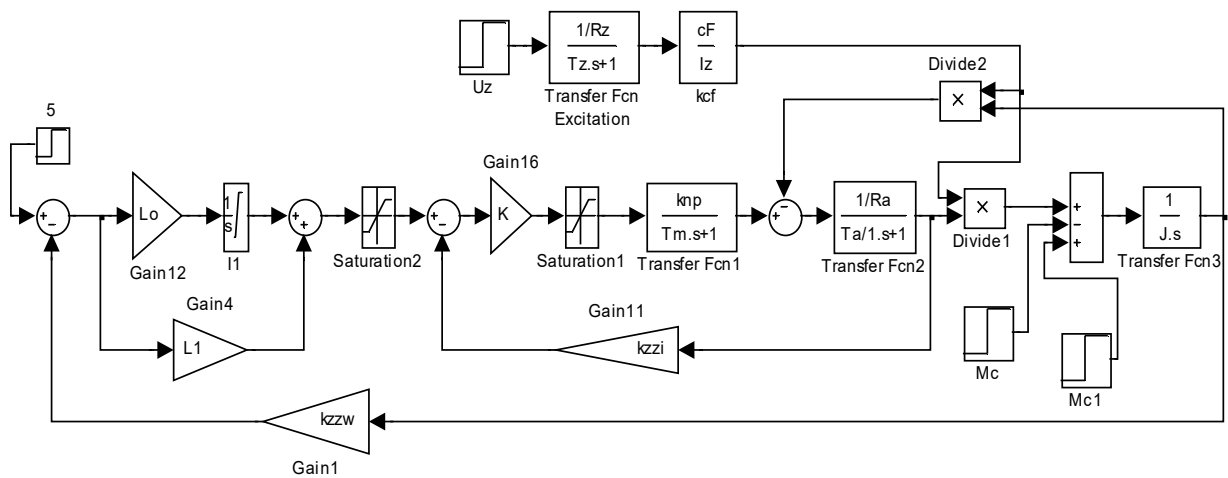 Uz
1/Rz
Tz.s+1
Transfer Fcn
Excitation
cF
Iz
kcf
Divide2
×
5
+
−
Lo
Gain12
1
s
I1
+
+
Saturation2
+
−
Gain16
K
Saturation1
knp
Tm.s+1
Transfer Fcn1
−
+
1/Ra
Ta/1.s+1
Transfer Fcn2
×
Divide1
+
−
+
1
J.s
Transfer Fcn3
Gain4
L1
Gain11
kzzi
Mc
Mc1
kzzw
Gain1